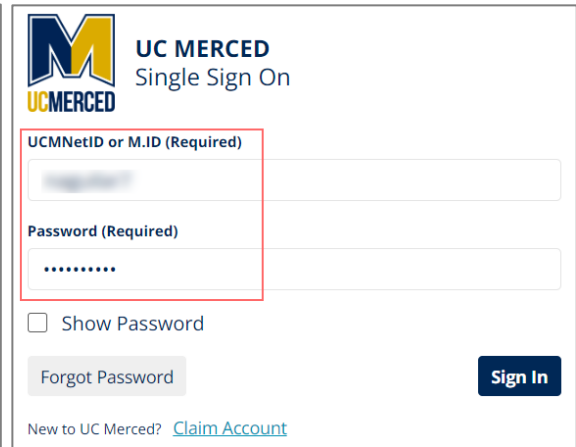 UC MERCED
Single Sign On
UCMERCED
UCMNetID or M.ID (Required)
Password (Required)
••••••••••
Show Password
Forgot Password
Sign In
New to UC Merced? Claim Account